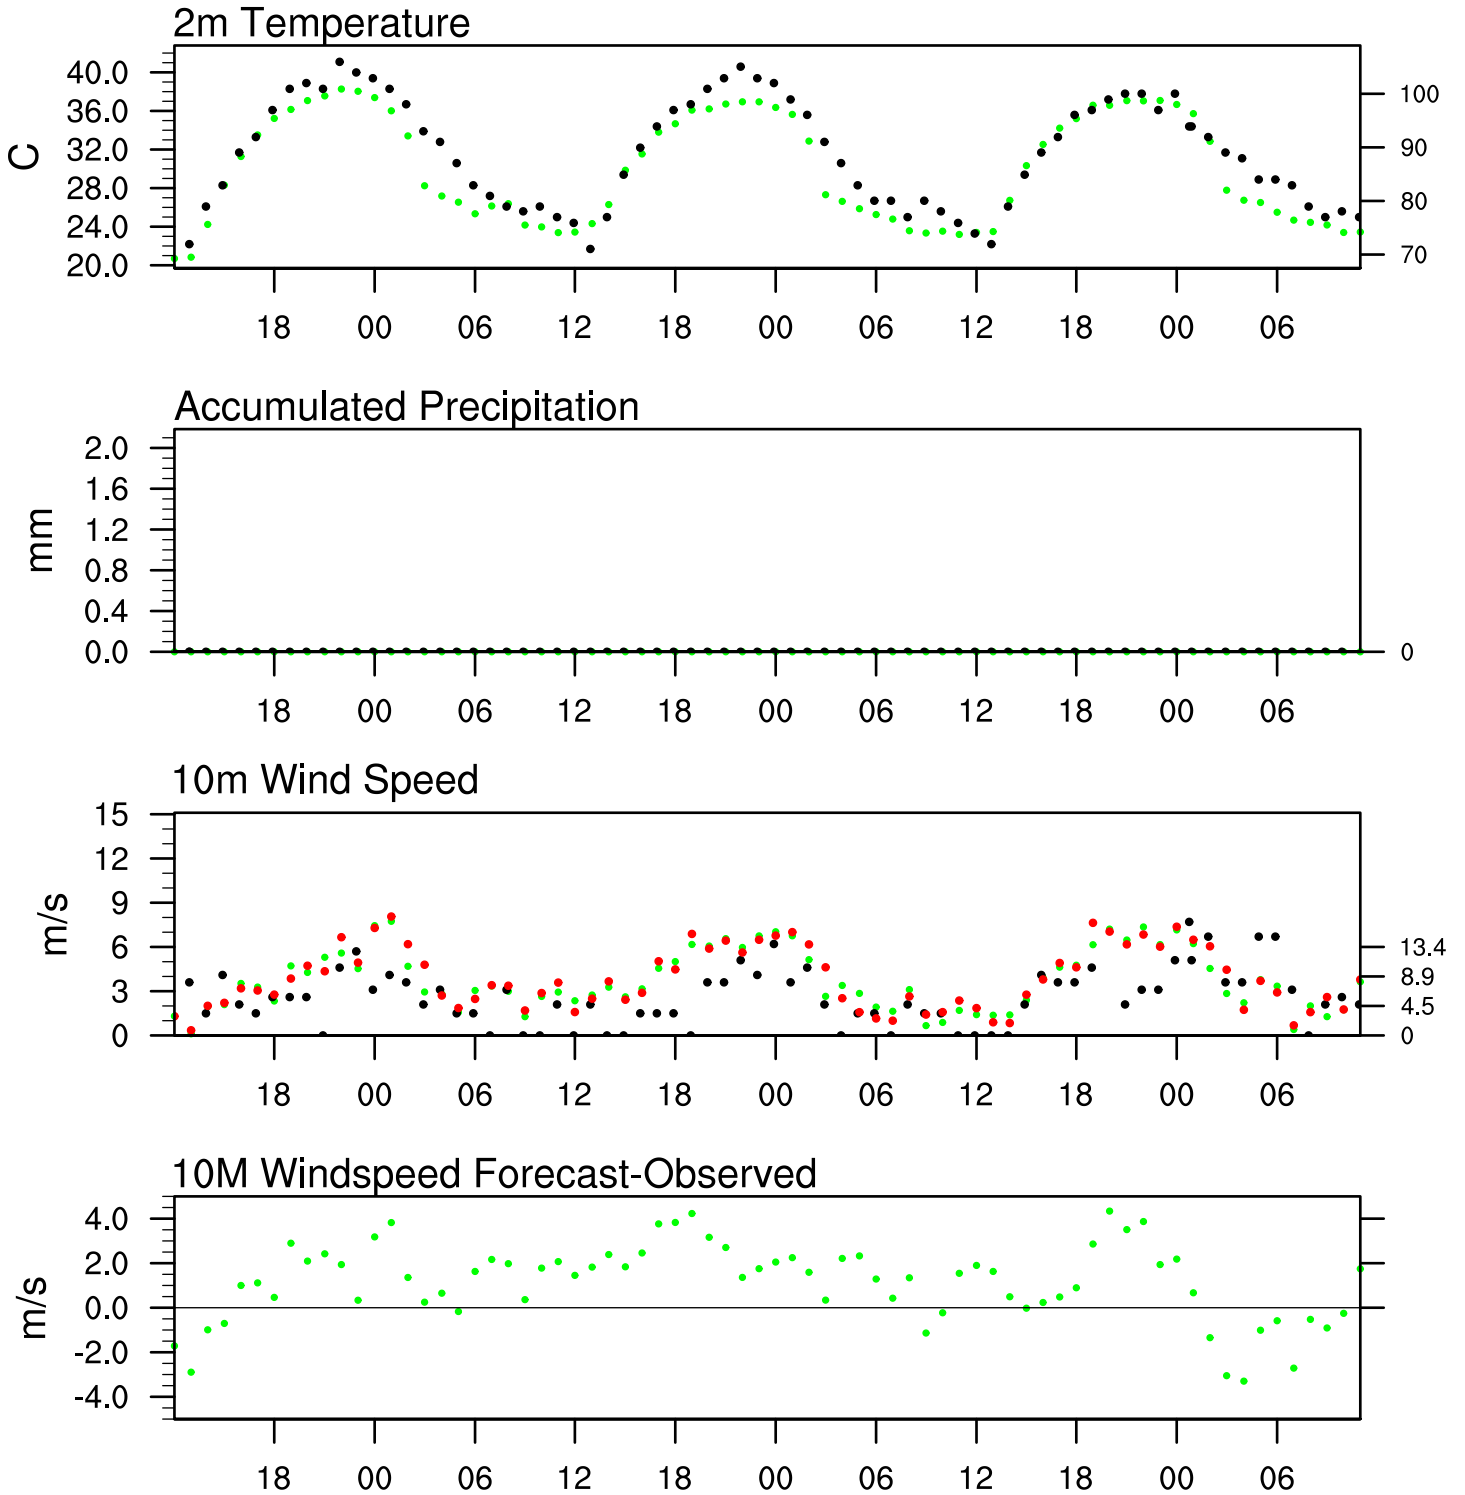 2m Temperature
C
40.0
36.0
32.0
28.0
24.0
20.0
100
90
80
70
18 00 06 12 18 00 06 12 18 00 06
Accumulated Precipitation
mm
2.0
1.6
1.2
0.8
0.4
0.0
0
18 00 06 12 18 00 06 12 18 00 06
10m Wind Speed
m/s
15
12
9
6
3
0
13.4
8.9
4.5
0
18 00 06 12 18 00 06 12 18 00 06
10M Windspeed Forecast-Observed
m/s
4.0
2.0
0.0
-2.0
-4.0
18 00 06 12 18 00 06 12 18 00 06